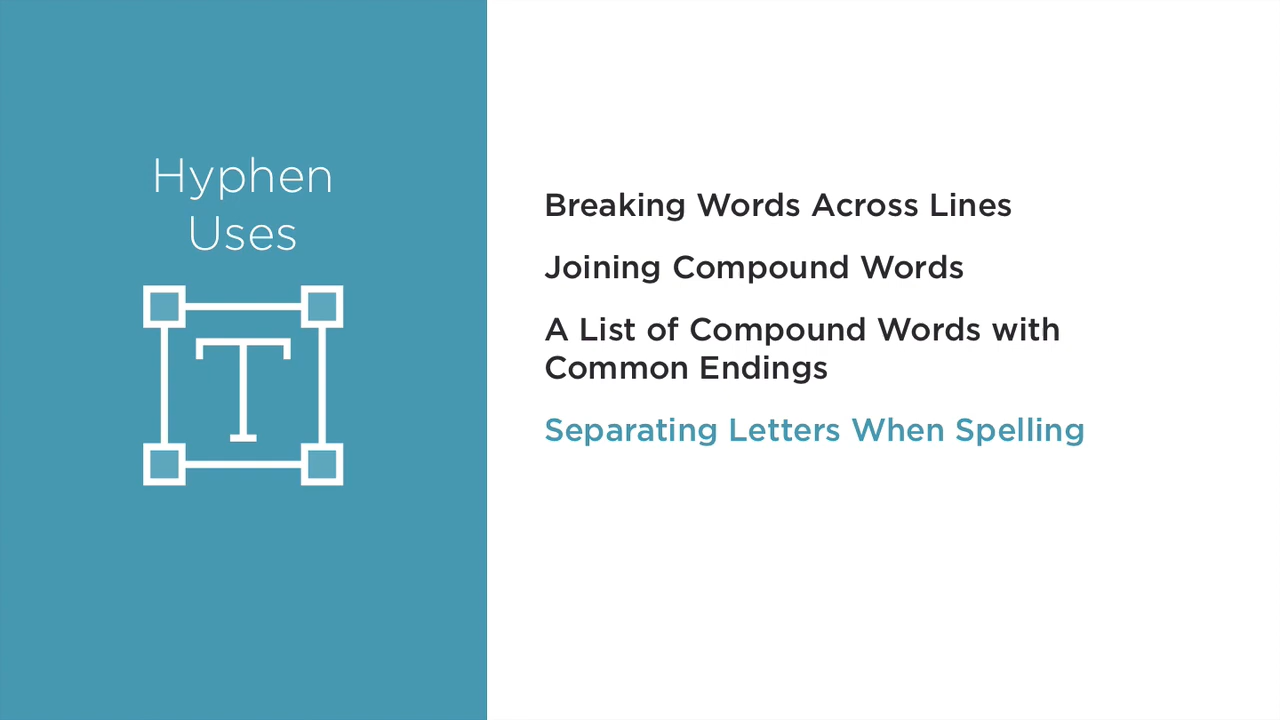 Hyphen
Uses
T
Breaking Words Across Lines
Joining Compound Words
A List of Compound Words with
Common Endings
Separating Letters When Spelling